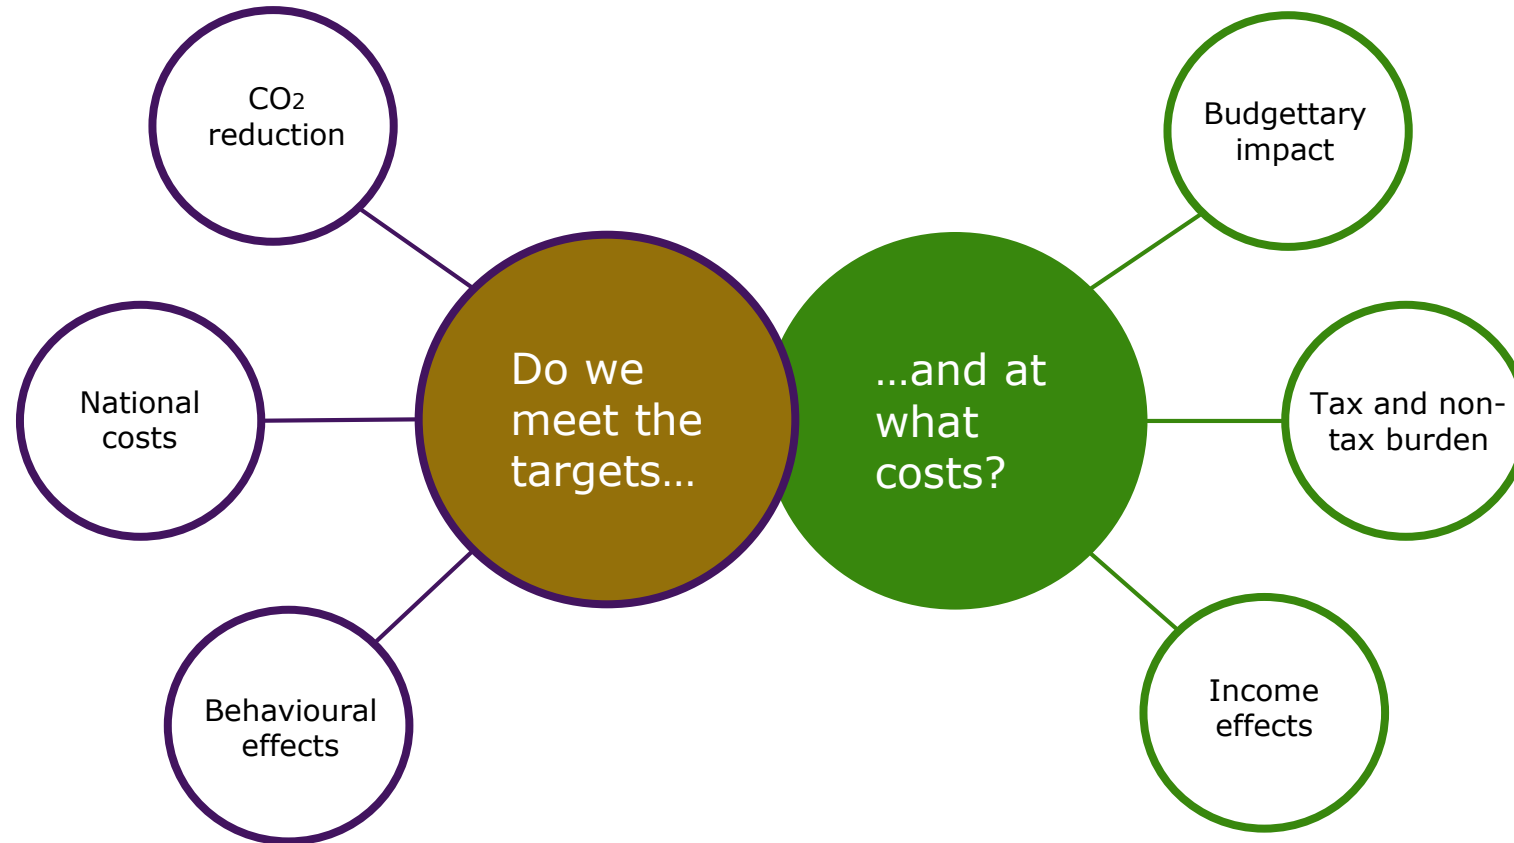 CO2
reduction
National
costs
Behavioural
effects
Do we
meet the
targets…
…and at
what
costs?
Budgettary
impact
Tax and non-
tax burden
Income
effects